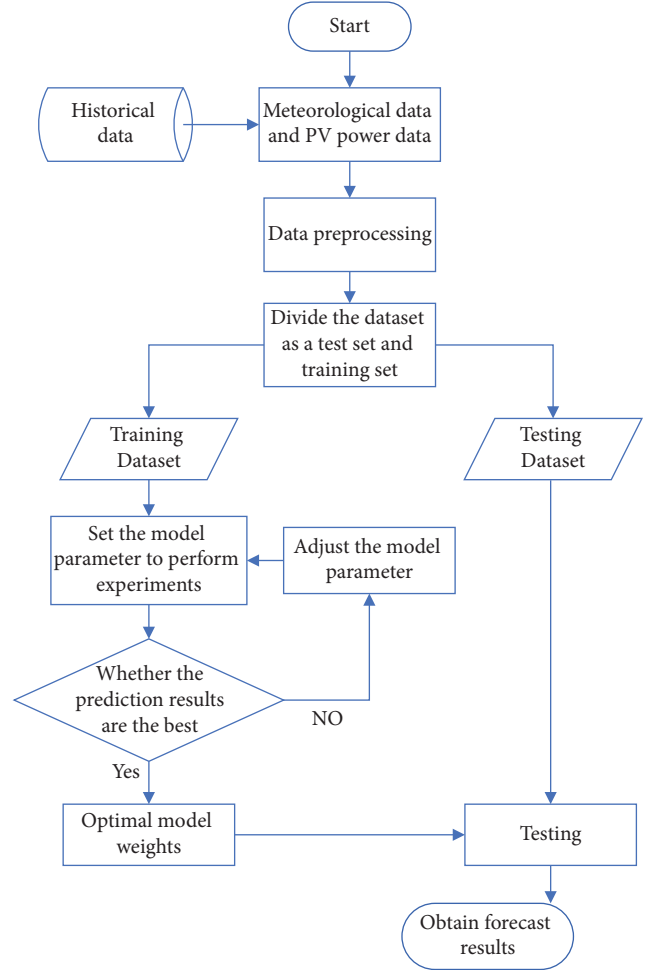 Start
Historical
data
Meteorological data
and PV power data
Data preprocessing
Divide the dataset
as a test set and
training set
Training
Dataset
Testing
Dataset
Set the model
parameter to perform
experiments
Adjust the model
parameter
Whether the
prediction results
are the best
NO
Yes
Optimal model
weights
Testing
Obtain forecast
results